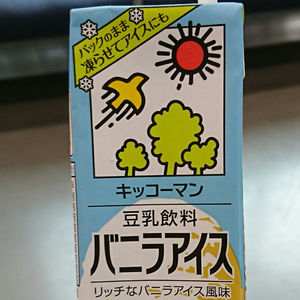 パックのまま
凍らせてアイスにも
キッコーマン
豆乳飲料
バニラアイス
リッチなバニラアイス風味